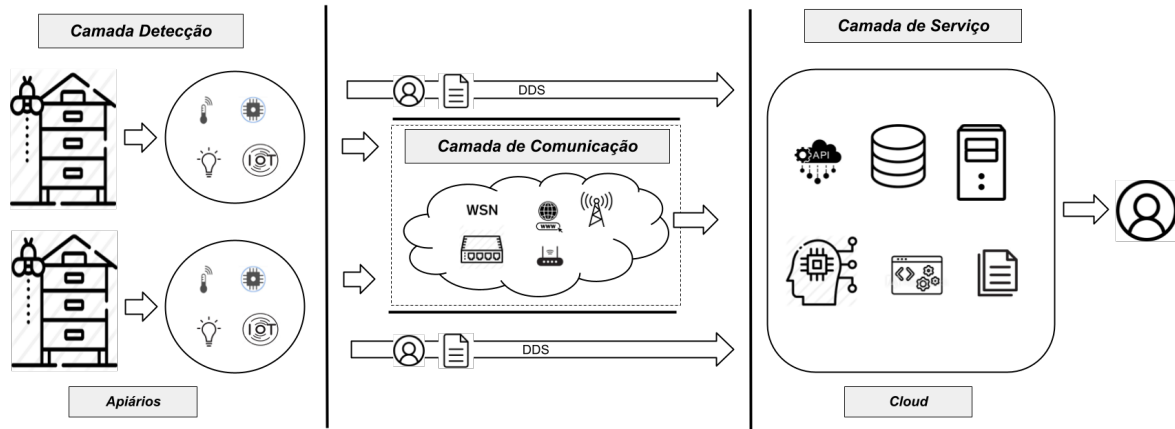 Camada Detecção
IOT
IOT
Apiários
DDS
Camada de Comunicação
WSN
WWW
DDS
Camada de Serviço
API
Cloud